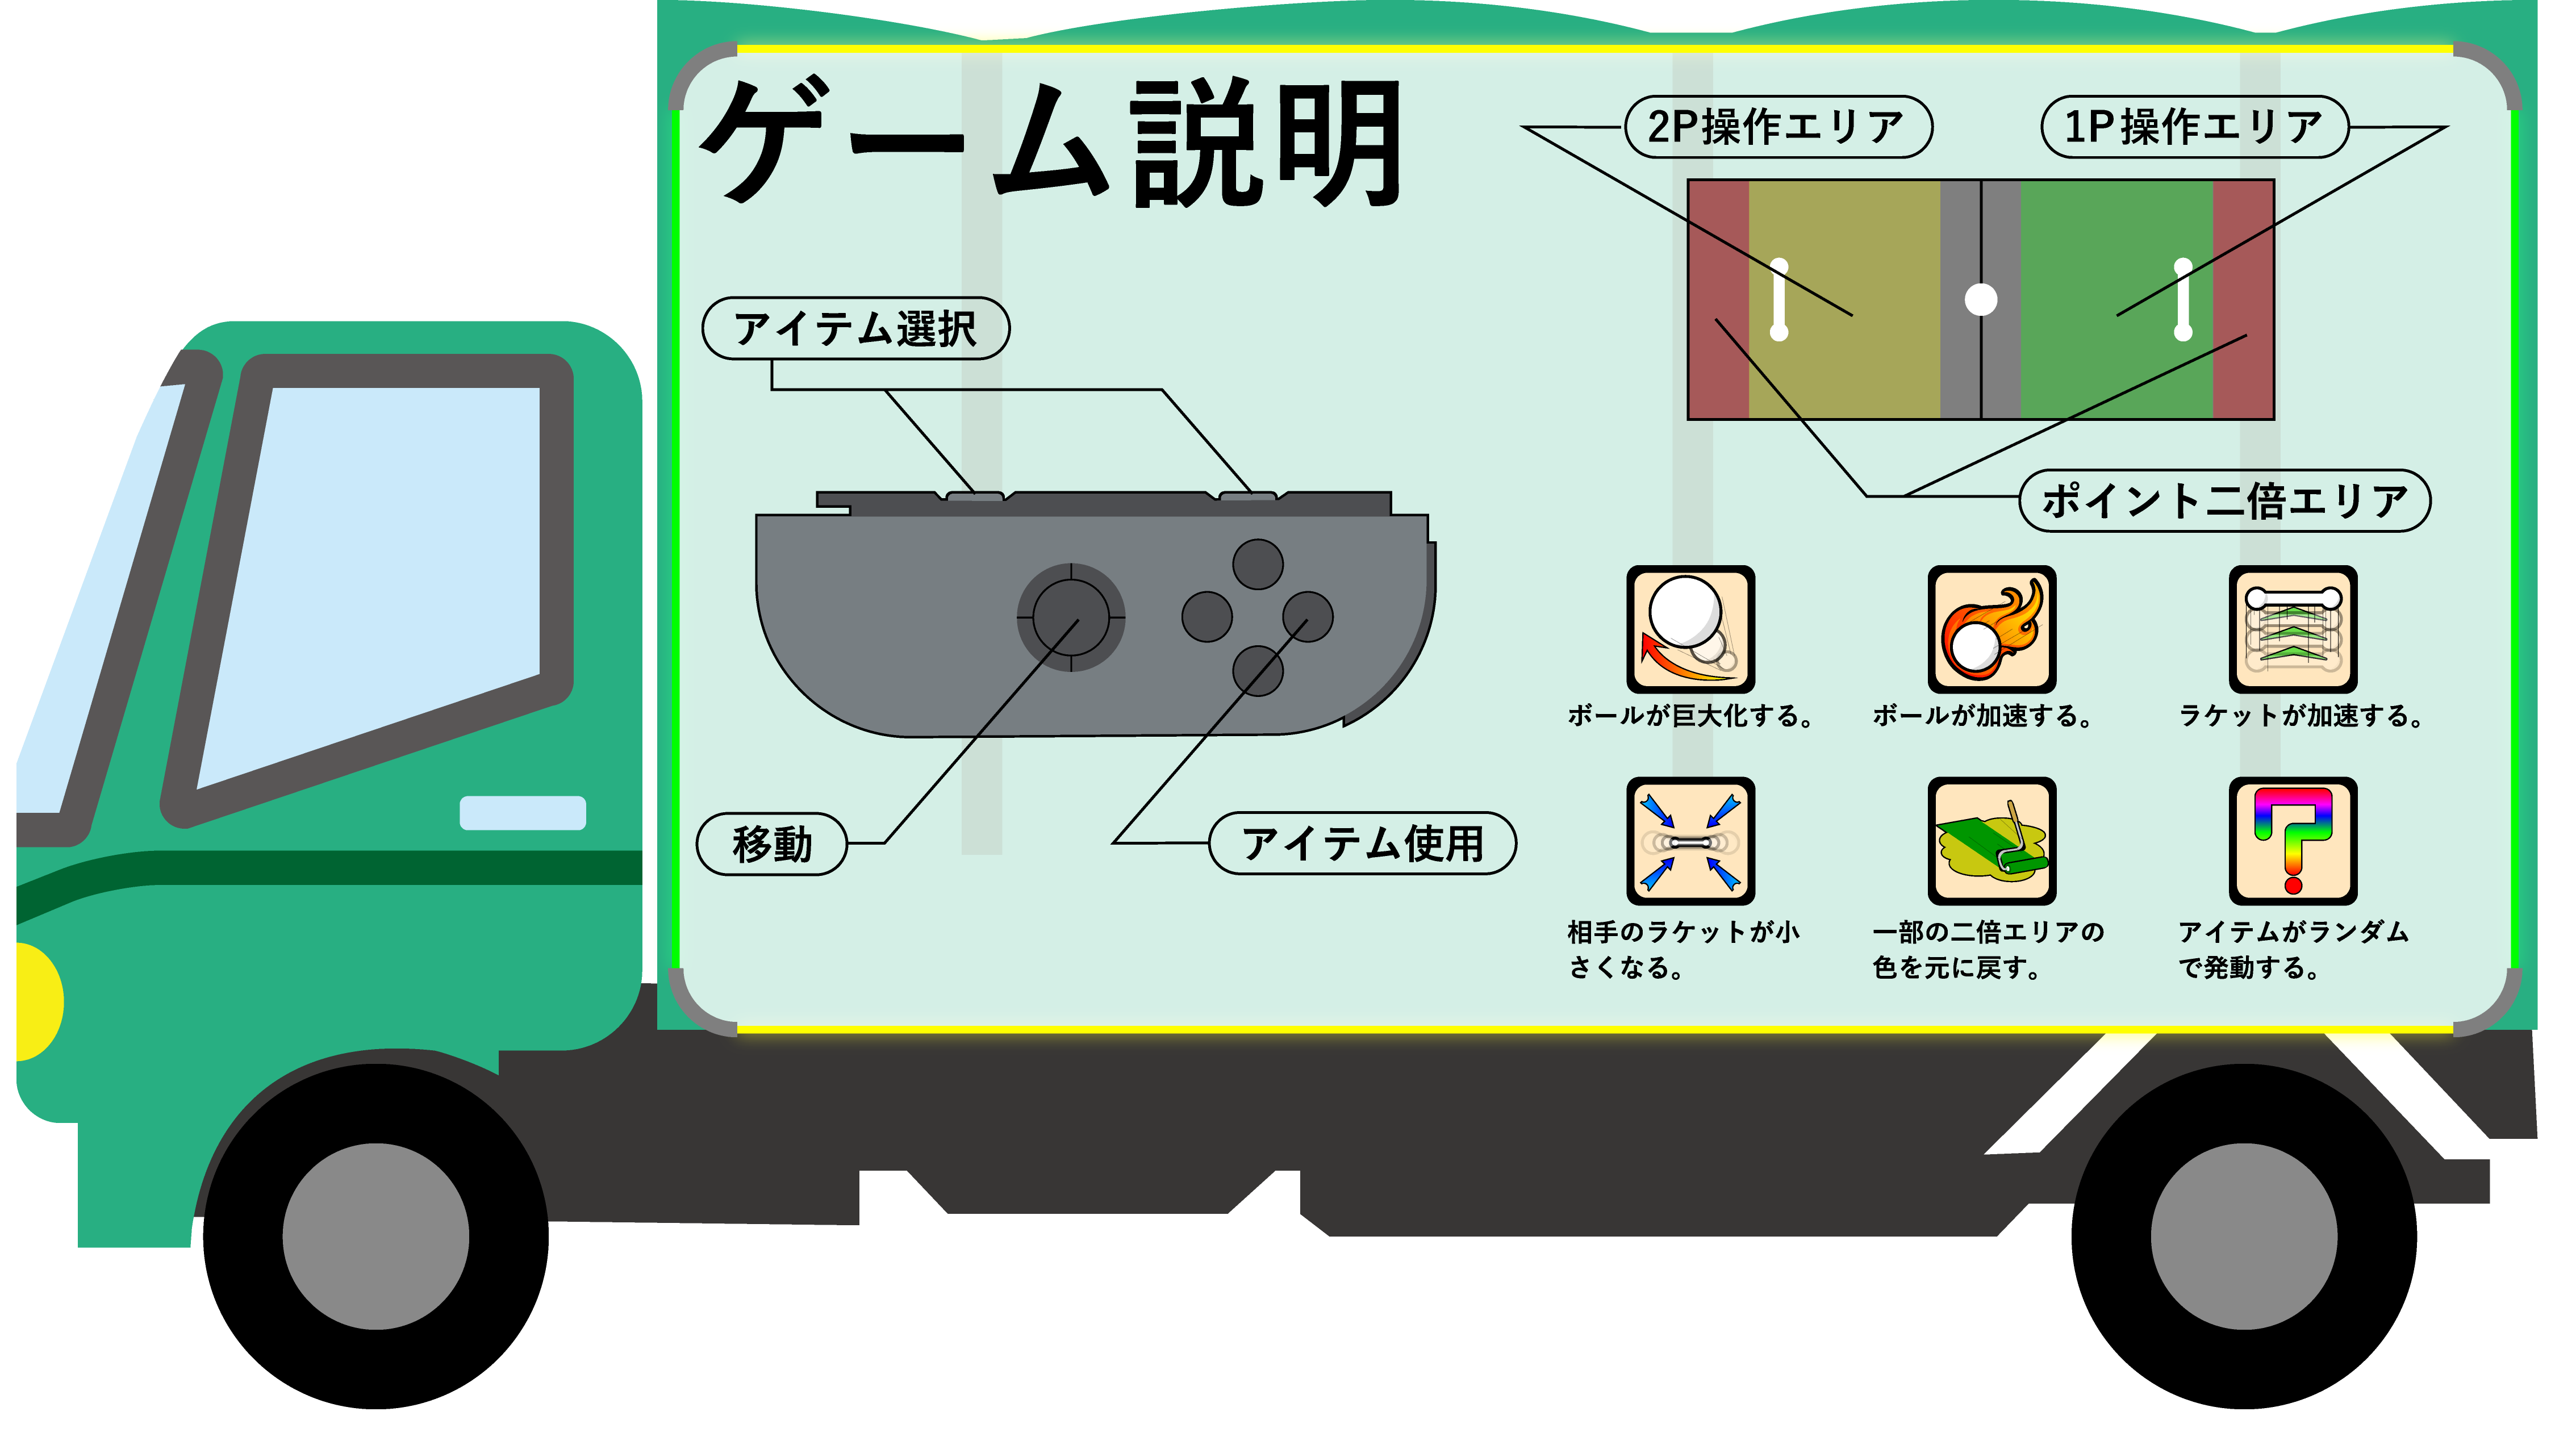 ゲーム説明
2P操作エリア
1P操作エリア
アイテム選択
ポイント二倍エリア
移動
アイテム使用
ボールが巨大化する。
ボールが加速する。
ラケットが加速する。
相手のラケットが小
さくなる。
一部の二倍エリアの
色を元に戻す。
アイテムがランダム
で発動する。